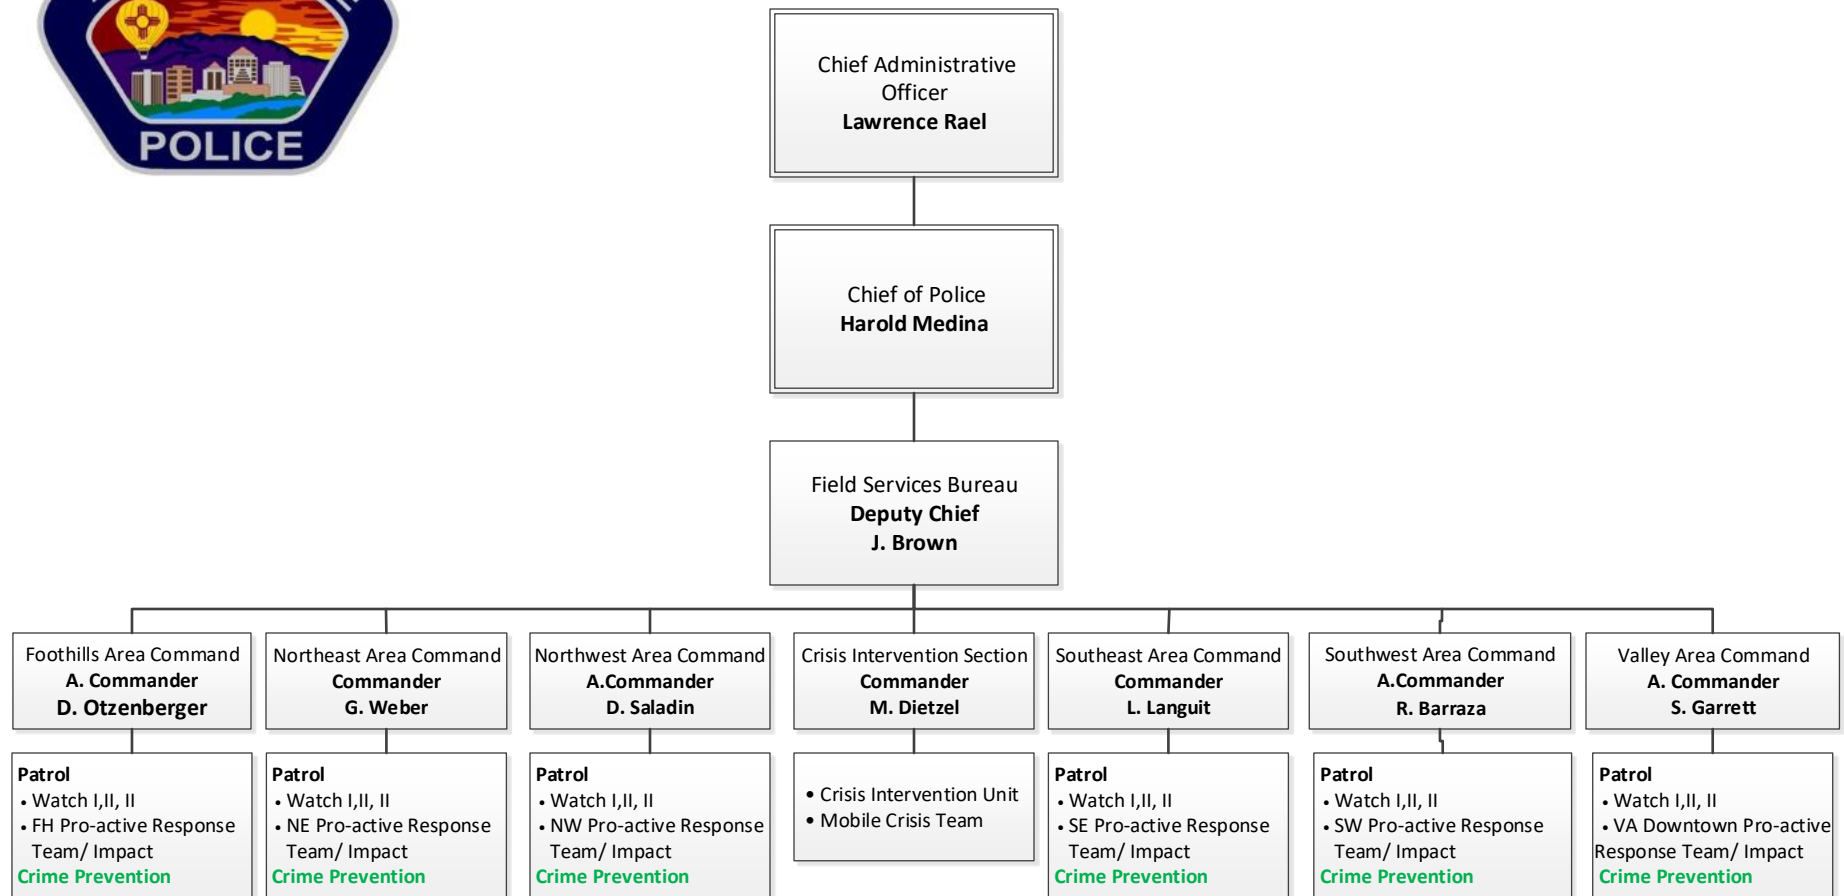 POLICE
Chief Administrative
Officer
Lawrence Rael
Chief of Police
Harold Medina
Field Services Bureau
Deputy Chief
J. Brown
Foothills Area Command
A. Commander
D. Otzenberger
Northeast Area Command
Commander
G. Weber
Northwest Area Command
A.Commander
D. Saladin
Crisis Intervention Section
Commander
M. Dietzel
Southeast Area Command
Commander
L. Languit
Southwest Area Command
A.Commander
R. Barraza
Valley Area Command
A. Commander
S. Garrett
Patrol
• Watch I,II, II
• FH Pro-active Response
Team/ Impact
Crime Prevention
Patrol
• Watch I,II, II
• NE Pro-active Response
Team/ Impact
Crime Prevention
Patrol
• Watch I,II, II
• NW Pro-active Response
Team/ Impact
Crime Prevention
• Crisis Intervention Unit
• Mobile Crisis Team
Patrol
• Watch I,II, II
• SE Pro-active Response
Team/ Impact
Crime Prevention
Patrol
• Watch I,II, II
• SW Pro-active Response
Team/ Impact
Crime Prevention
Patrol
• Watch I,II, II
• VA Downtown Pro-active
Response Team/ Impact
Crime Prevention